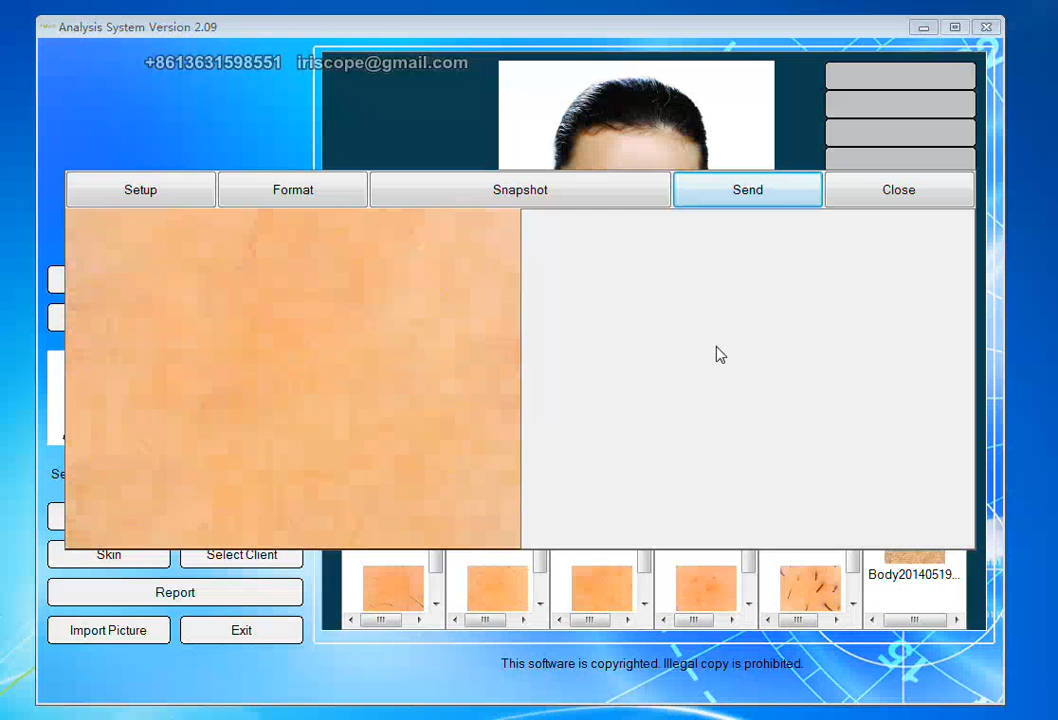 Analysis System Version 2.09
+8613631598551 iriscope@gmail.com
Setup
Format
Snapshot
Send
Close
Se
Skin
Select Client
Body20140519...
Report
Import Picture
Exit
This software is copyrighted. Illegal copy is prohibited.